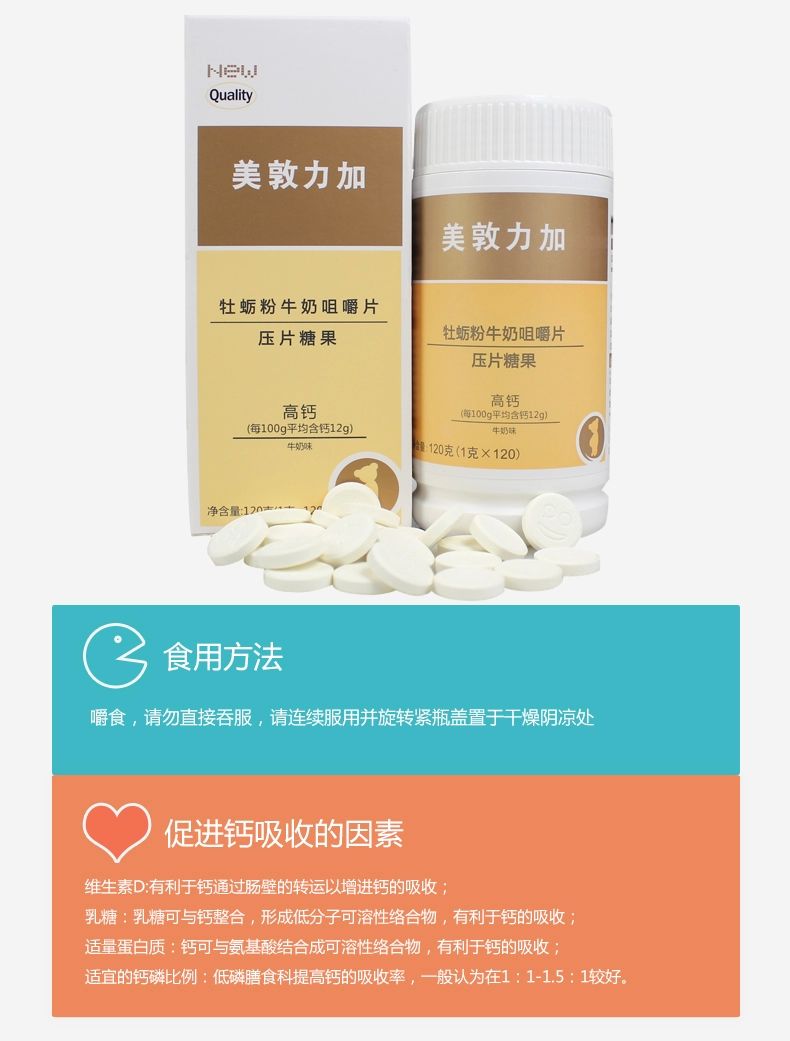 New
Quality
美敦力加
牡蛎粉牛奶咀嚼片
压片糖果
高钙
(每100g平均含钙12g)
牛奶味
净含量:120克
美敦力加
牡蛎粉牛奶咀嚼片
压片糖果
高钙
(每100g平均含钙12g)
牛奶味
含量:120克(1克×120)
食用方法
嚼食，请勿直接吞服，请连续服用并旋转紧瓶盖置于干燥阴凉处
促进钙吸收的因素
维生素D:有利于钙通过肠壁的转运以增进钙的吸收；
乳糖：乳糖可与钙整合，形成低分子可溶性络合物，有利于钙的吸收；
适量蛋白质：钙可与氨基酸结合成可溶性络合物，有利于钙的吸收；
适宜的钙磷比例：低磷膳食科提高钙的吸收率，一般认为在1：1-1.5：1较好。